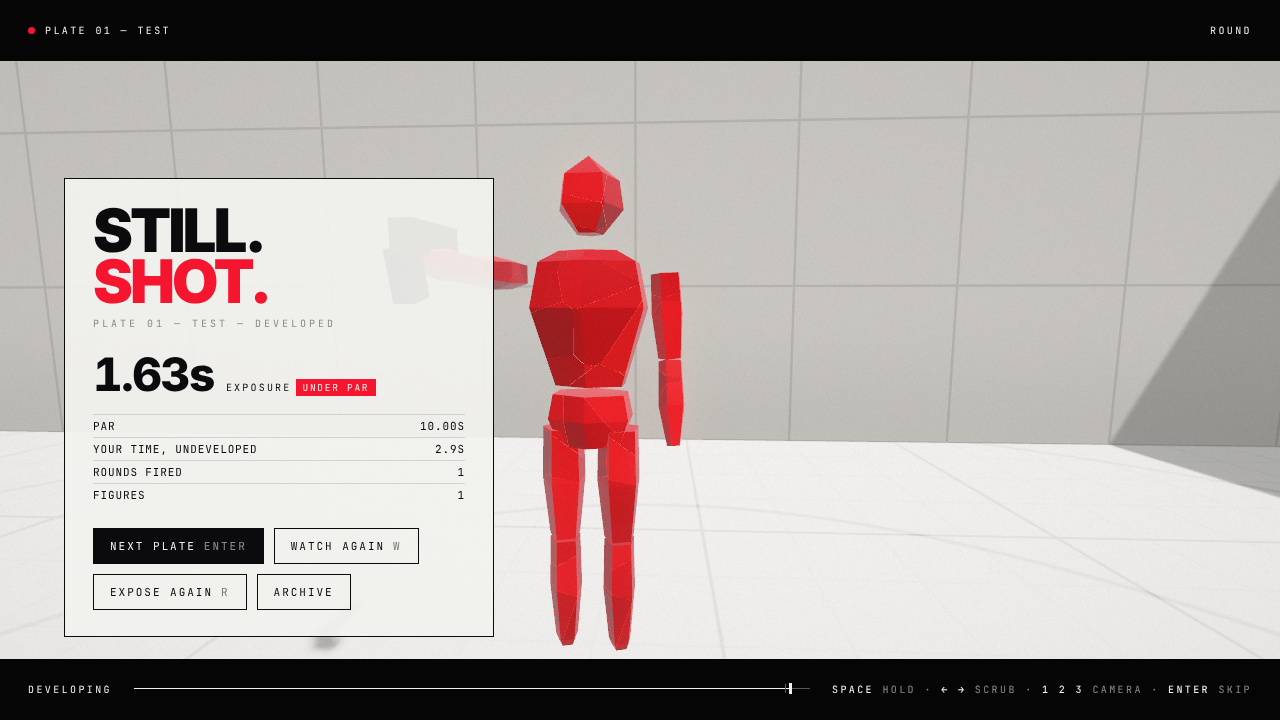 PLATE 01 — TEST
ROUND
STILL.
SHOT.
PLATE 01 — TEST — DEVELOPED
1.63s EXPOSURE UNDER PAR
PAR 10.00S
YOUR TIME, UNDEVELOPED 2.9S
ROUNDS FIRED 1
FIGURES 1
NEXT PLATE ENTER WATCH AGAIN W
EXPOSE AGAIN R ARCHIVE
DEVELOPING SPACE HOLD · ← → SCRUB · 1 2 3 CAMERA · ENTER SKIP